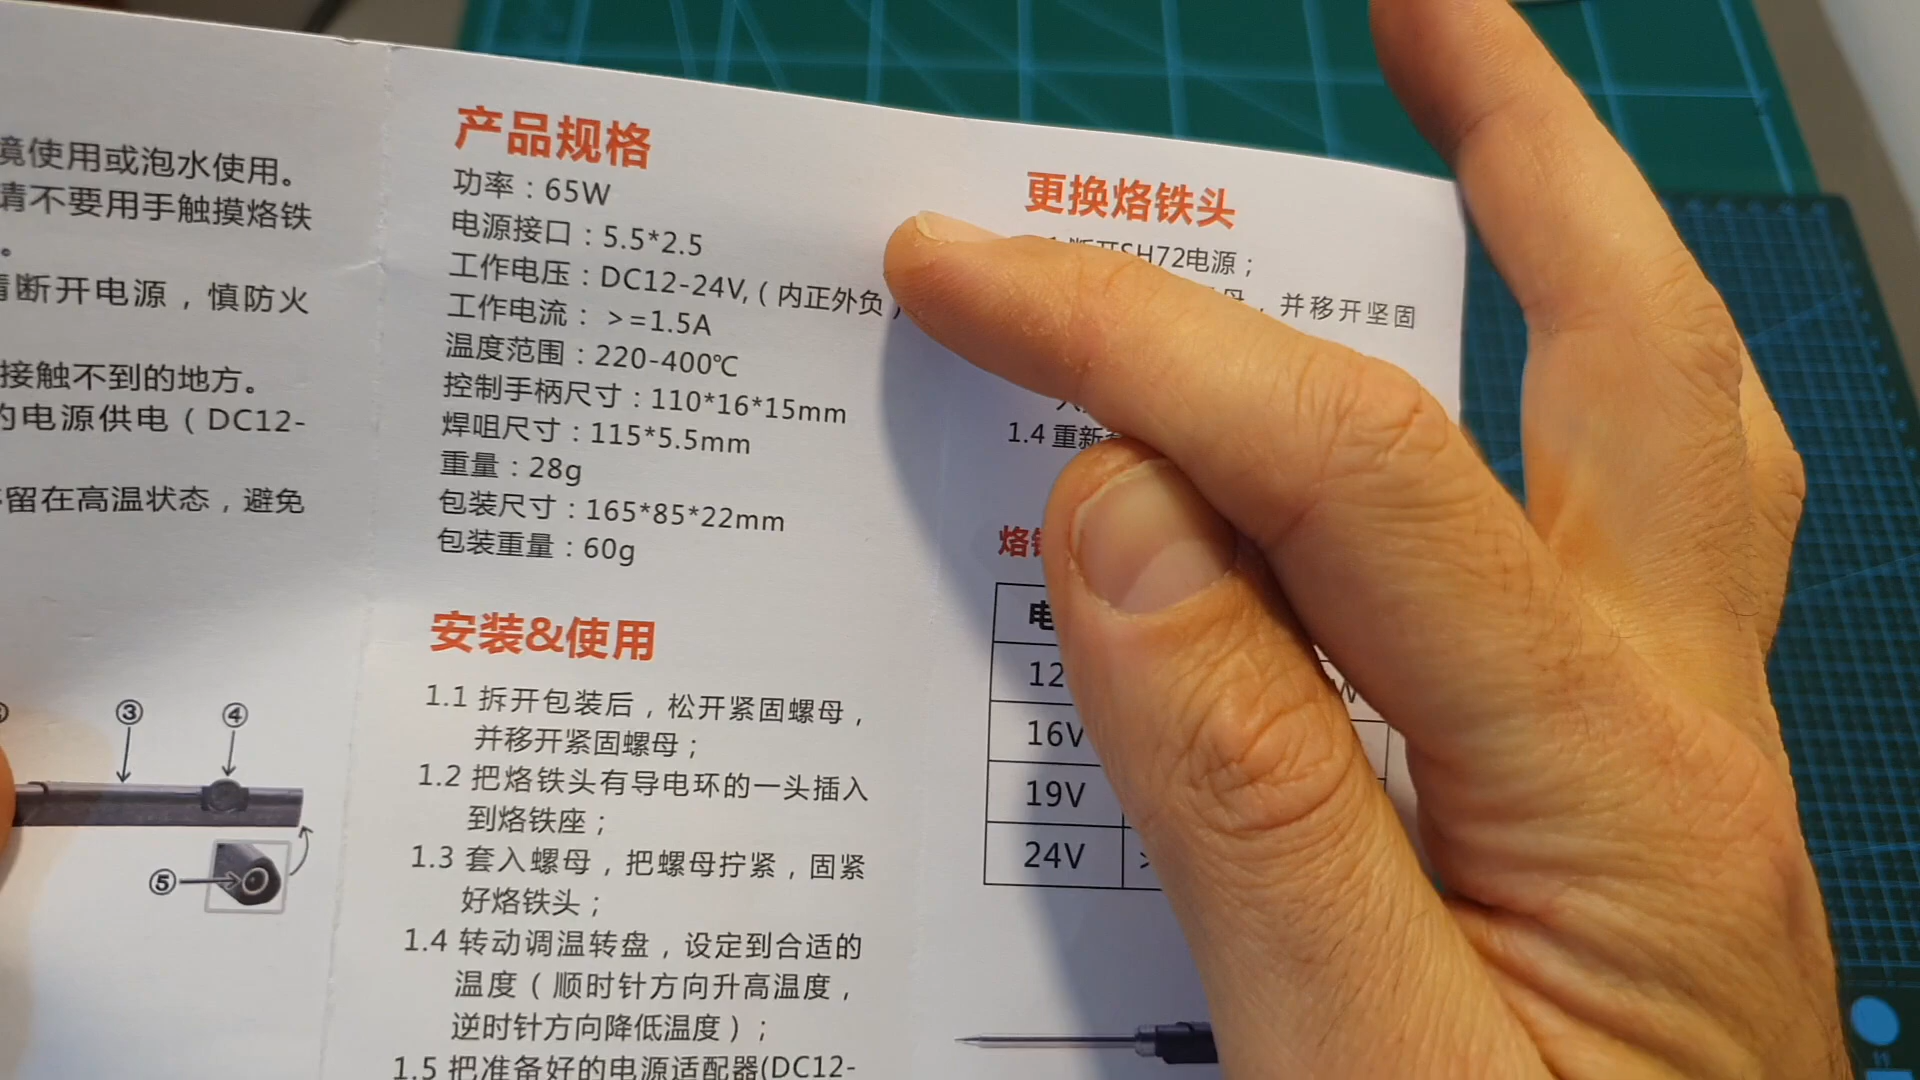 境使用或泡水使用。
请不要用手触摸烙铁
。
请断开电源，慎防火
接触不到的地方。
的电源供电（DC12-
停留在高温状态，避免
③
④
⑤
产品规格
功率：65W
电源接口：5.5*2.5
工作电压：DC12-24V,（内正外负）
工作电流：>=1.5A
温度范围：220-400℃
控制手柄尺寸：110*16*15mm
焊咀尺寸：115*5.5mm
重量：28g
包装尺寸：165*85*22mm
包装重量：60g
安装&使用
1.1 拆开包装后，松开紧固螺母，
并移开紧固螺母；
1.2 把烙铁头有导电环的一头插入
到烙铁座；
1.3 套入螺母，把螺母拧紧，固紧
好烙铁头；
1.4 转动调温转盘，设定到合适的
温度（顺时针方向升高温度，
逆时针方向降低温度）；
1.5 把准备好的电源适配器(DC12-
更换烙铁头
断开SH72电源；
母，并移开坚固
1.4 重新
烙铁
电
12
W
16V
19V
24V >